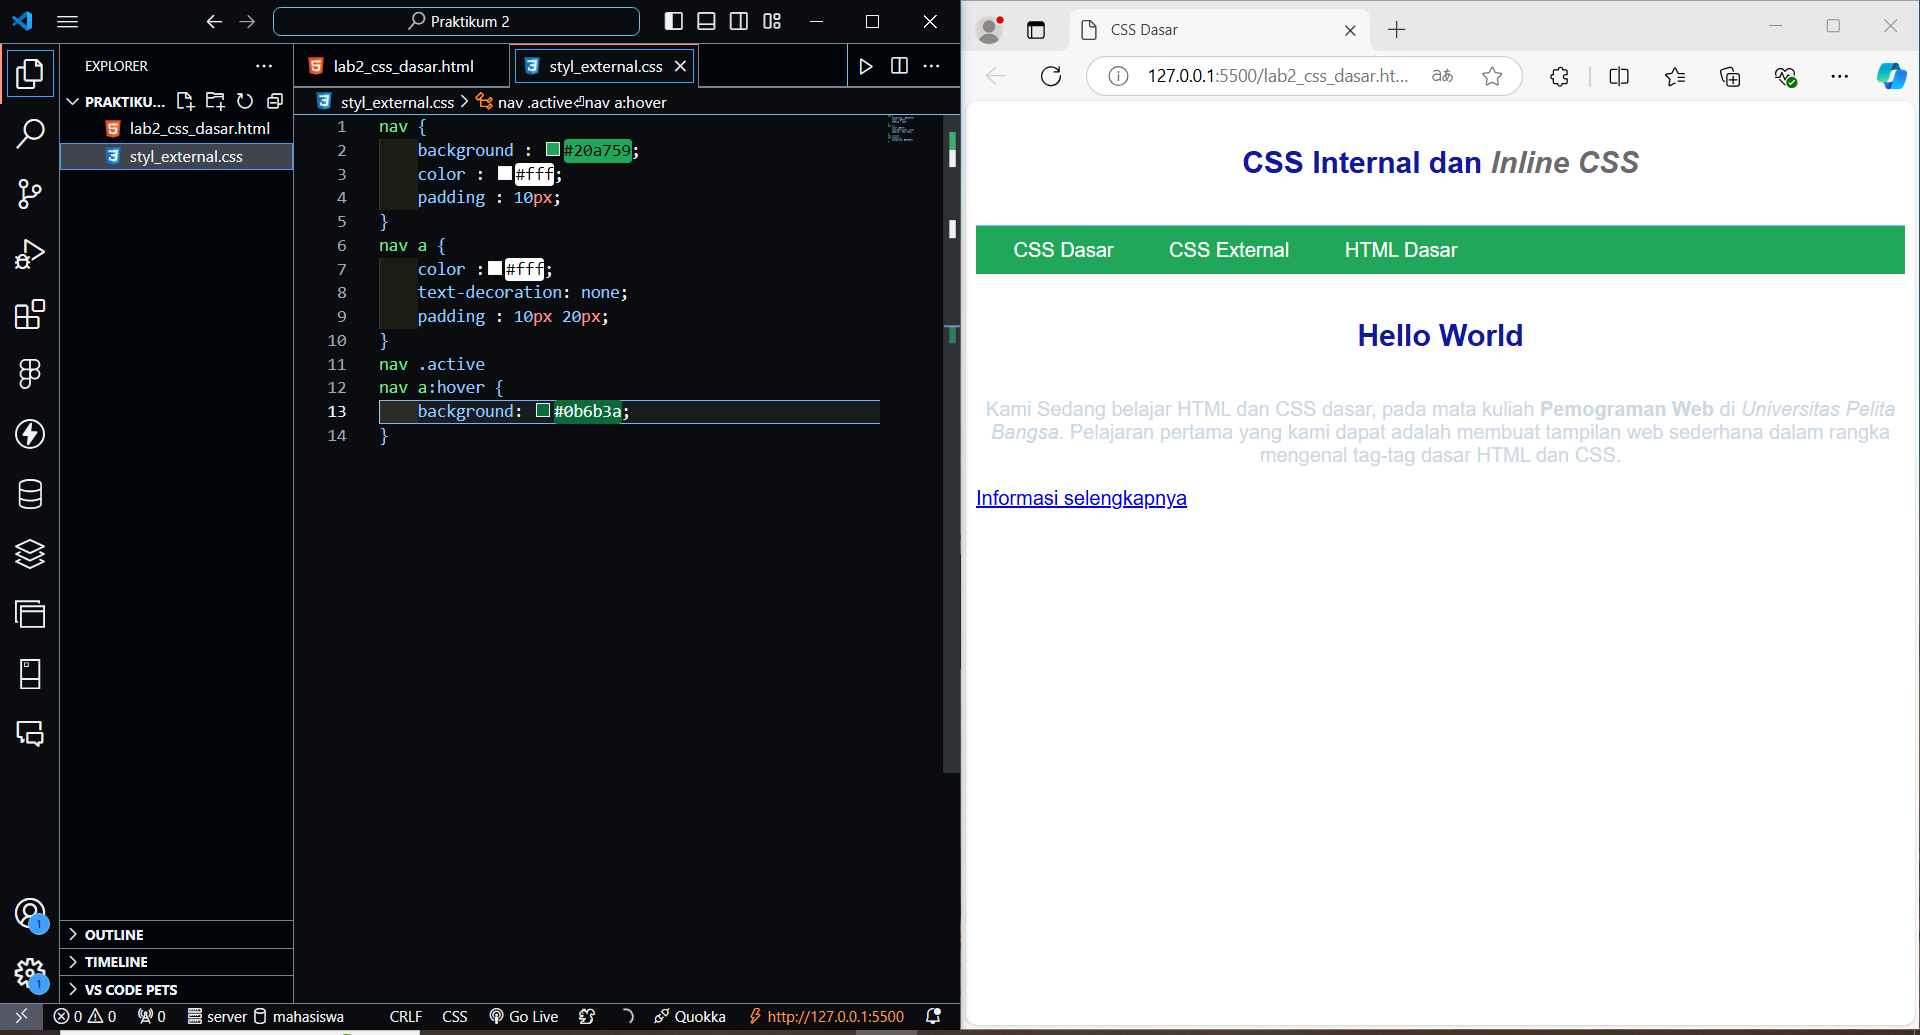 Praktikum 2
EXPLORER
PRAKTIKU...
lab2_css_dasar.html
styl_external.css
OUTLINE
TIMELINE
VS CODE PETS
lab2_css_dasar.html
styl_external.css
styl_external.css > nav .active⏎nav a:hover
1 nav {
2 background : #20a759;
3 color : #fff;
4 padding : 10px;
5 }
6 nav a {
7 color :#fff;
8 text-decoration: none;
9 padding : 10px 20px;
10 }
11 nav .active
12 nav a:hover {
13 background: #0b6b3a;
14 }
1
1
0 0 0 server mahasiswa CRLF CSS Go Live Quokka http://127.0.0.1:5500
CSS Dasar
127.0.0.1:5500/lab2_css_dasar.ht...
aあ
CSS Internal dan Inline CSS
CSS Dasar CSS External HTML Dasar
Hello World
Kami Sedang belajar HTML dan CSS dasar, pada mata kuliah Pemograman Web di Universitas Pelita
Bangsa. Pelajaran pertama yang kami dapat adalah membuat tampilan web sederhana dalam rangka
mengenal tag-tag dasar HTML dan CSS.
Informasi selengkapnya